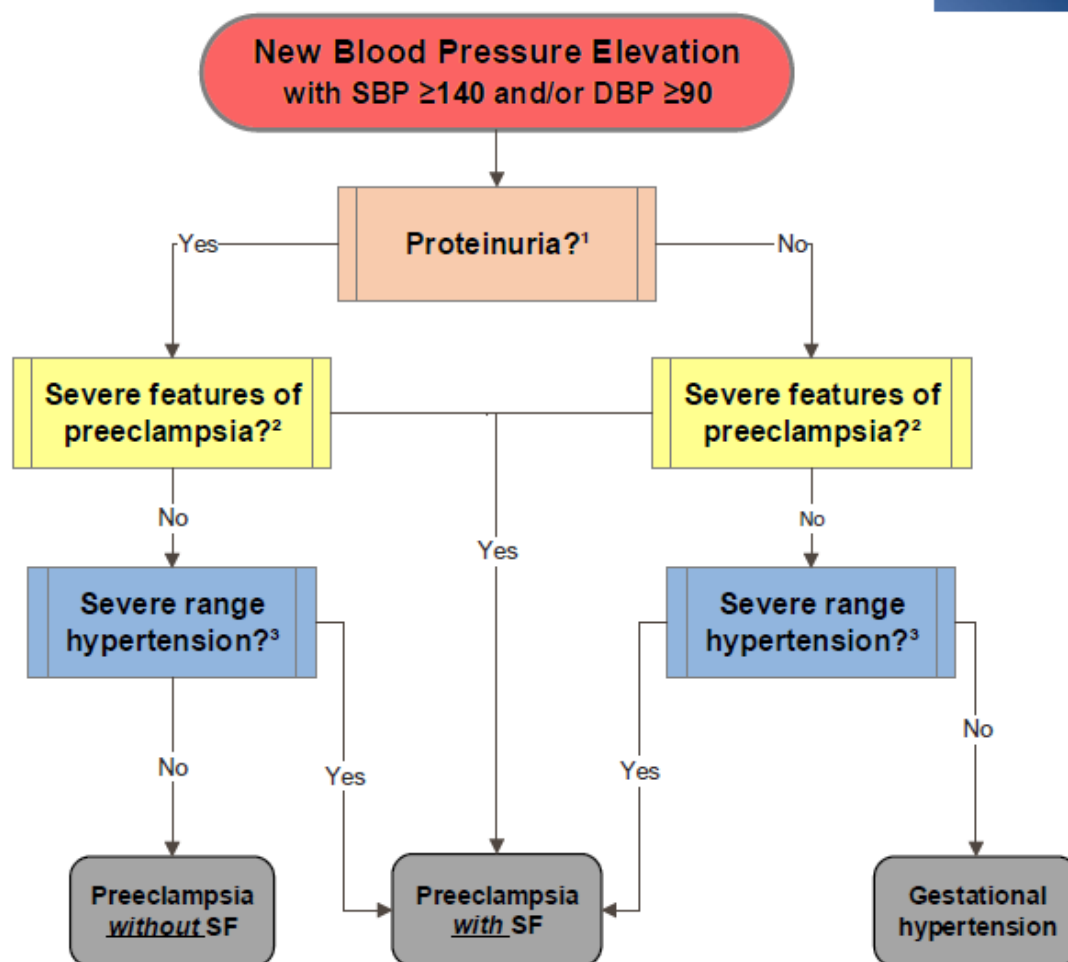 New Blood Pressure Elevation
with SBP ≥140 and/or DBP ≥90
Proteinuria?¹
Yes
No
Severe features of
preeclampsia?²
Severe features of
preeclampsia?²
No
Yes
No
Severe range
hypertension?³
Severe range
hypertension?³
No
Yes
Yes
No
Preeclampsia
without SF
Preeclampsia
with SF
Gestational
hypertension